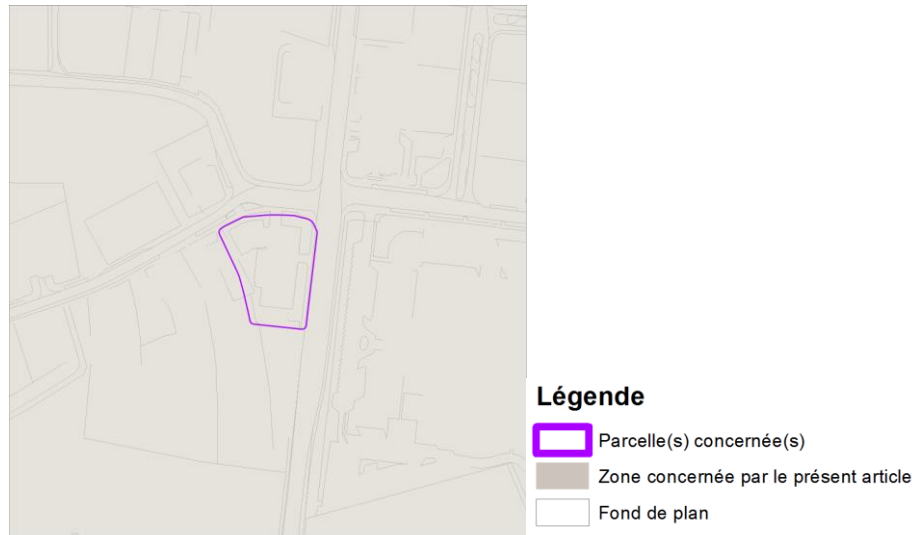 Légende
Parcelle(s) concernée(s)
Zone concernée par le présent article
Fond de plan